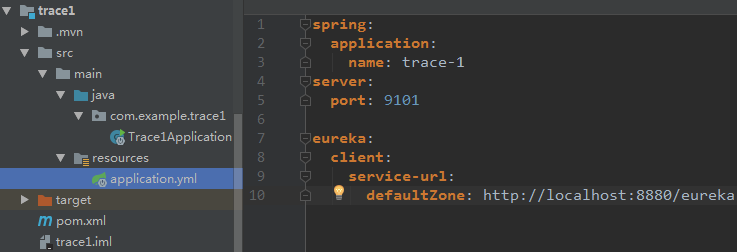 trace1
.mvn
src
main
java
com.example.trace1
Trace1Application
resources
application.yml
target
pom.xml
trace1.iml
1 spring:
2 application:
3 name: trace-1
4 server:
5 port: 9101
6
7 eureka:
8 client:
9 service-url:
10 defaultZone: http://localhost:8880/eureka